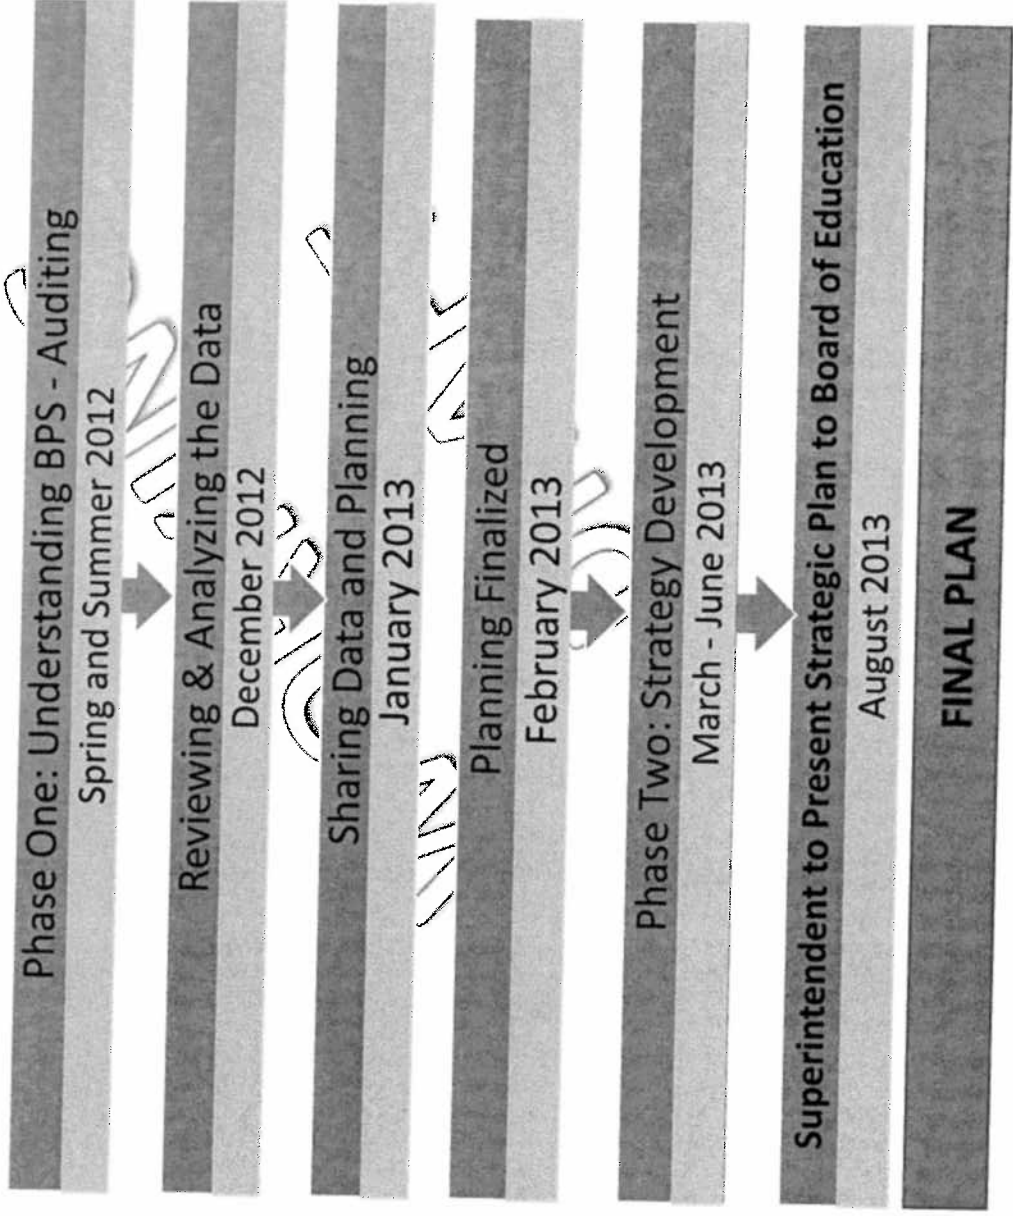 Phase One: Understanding BPS - Auditing
Spring and Summer 2012
Reviewing & Analyzing the Data
December 2012
Sharing Data and Planning
January 2013
Planning Finalized
February 2013
Phase Two: Strategy Development
March - June 2013
Superintendent to Present Strategic Plan to Board of Education
August 2013
FINAL PLAN